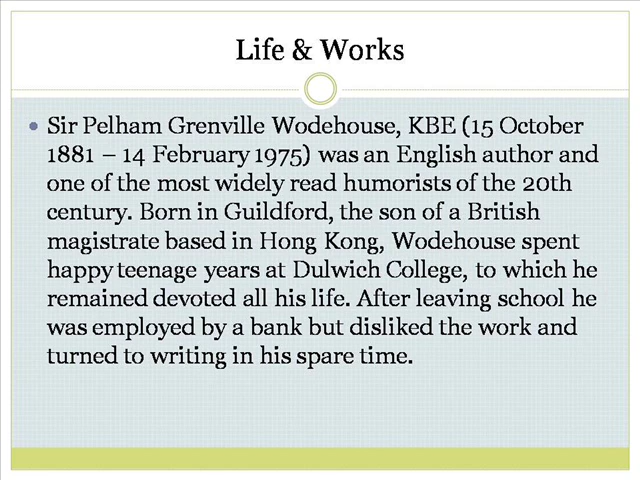 Life & Works
• Sir Pelham Grenville Wodehouse, KBE (15 October
1881 – 14 February 1975) was an English author and
one of the most widely read humorists of the 20th
century. Born in Guildford, the son of a British
magistrate based in Hong Kong, Wodehouse spent
happy teenage years at Dulwich College, to which he
remained devoted all his life. After leaving school he
was employed by a bank but disliked the work and
turned to writing in his spare time.